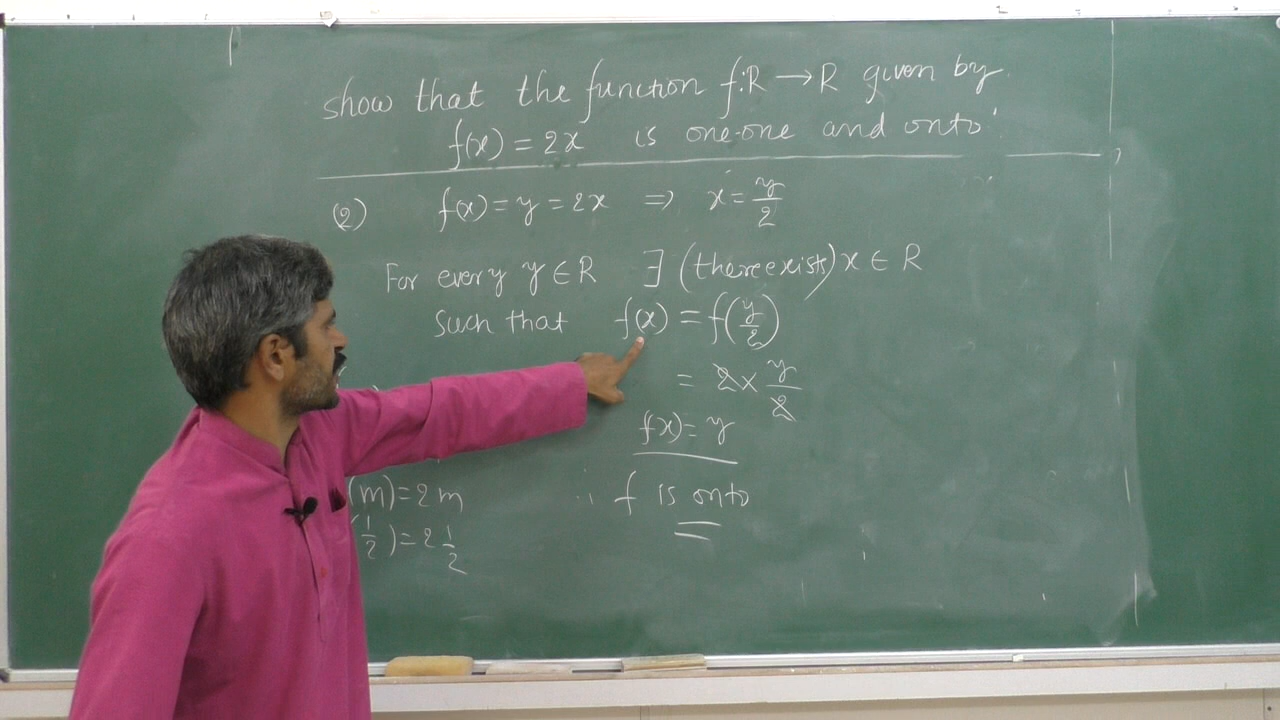 show that the function f:R → R given by
f(x) = 2x is one-one and onto
(2) f(x) = y = 2x ⇒ x = y/2
For every y ∈ R ∃ (there exists) x ∈ R
Such that f(x) = f(y/2)
= 2 × y/2
f(x) = y
(m) = 2m
∴ f is onto
1/2) = 2 1/2